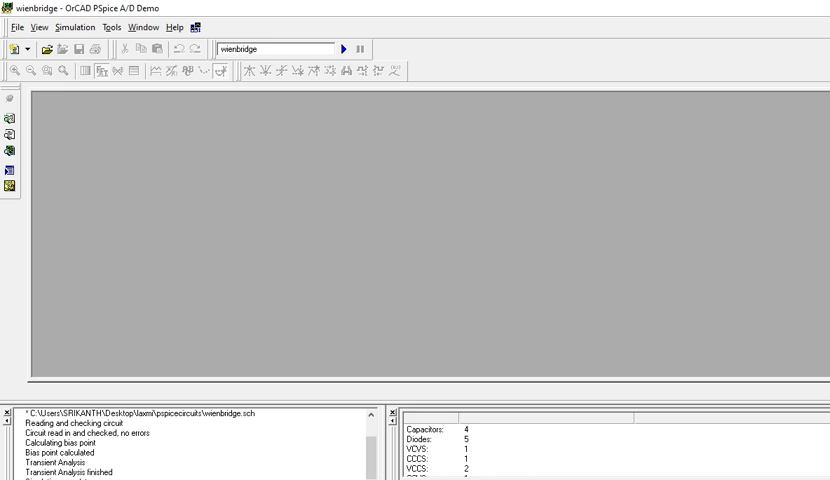 wienbridge - OrCAD PSpice A/D Demo
File View Simulation Tools Window Help
wienbridge
* C:\Users\SRIKANTH\Desktop\laxmi\pspicecircuits\wienbridge.sch
Reading and checking circuit
Circuit read in and checked, no errors
Calculating bias point
Bias point calculated
Transient Analysis
Transient Analysis finished
Capacitors: 4
Diodes: 5
VCVS: 1
CCCS: 1
VCCS: 2